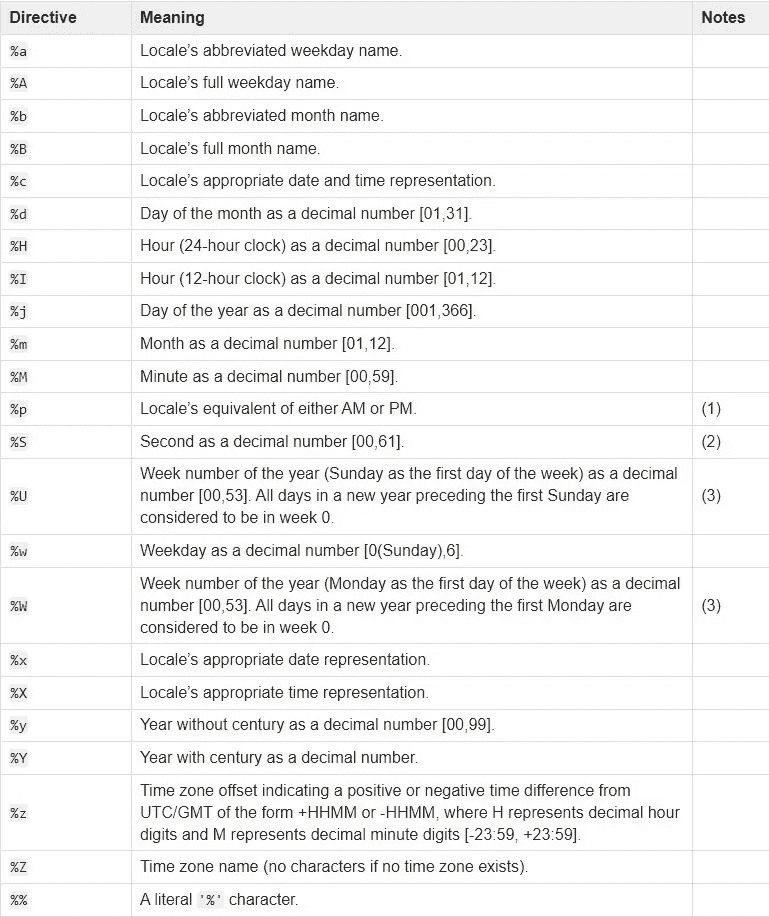 Directive Meaning Notes
%a Locale’s abbreviated weekday name.
%A Locale’s full weekday name.
%b Locale’s abbreviated month name.
%B Locale’s full month name.
%c Locale’s appropriate date and time representation.
%d Day of the month as a decimal number [01,31].
%H Hour (24-hour clock) as a decimal number [00,23].
%I Hour (12-hour clock) as a decimal number [01,12].
%j Day of the year as a decimal number [001,366].
%m Month as a decimal number [01,12].
%M Minute as a decimal number [00,59].
%p Locale’s equivalent of either AM or PM. (1)
%S Second as a decimal number [00,61]. (2)
Week number of the year (Sunday as the first day of the week) as a decimal
%U number [00,53]. All days in a new year preceding the first Sunday are (3)
considered to be in week 0.
%w Weekday as a decimal number [0(Sunday),6].
Week number of the year (Monday as the first day of the week) as a decimal
%W number [00,53]. All days in a new year preceding the first Monday are (3)
considered to be in week 0.
%x Locale’s appropriate date representation.
%X Locale’s appropriate time representation.
%y Year without century as a decimal number [00,99].
%Y Year with century as a decimal number.
Time zone offset indicating a positive or negative time difference from
%z UTC/GMT of the form +HHMM or -HHMM, where H represents decimal hour
digits and M represents decimal minute digits [-23:59, +23:59].
%Z Time zone name (no characters if no time zone exists).
%% A literal '%' character.